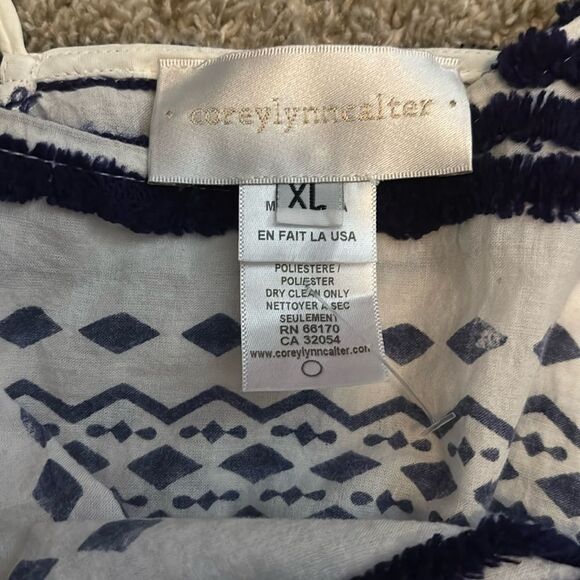 · coreylynncalter ·
XL
EN FAIT LA USA
POLIESTERE /
POLIESTER
DRY CLEAN ONLY
NETTOYER A SEC
SEULEMENT
RN 66170
CA 32054
www.coreylynncalter.com